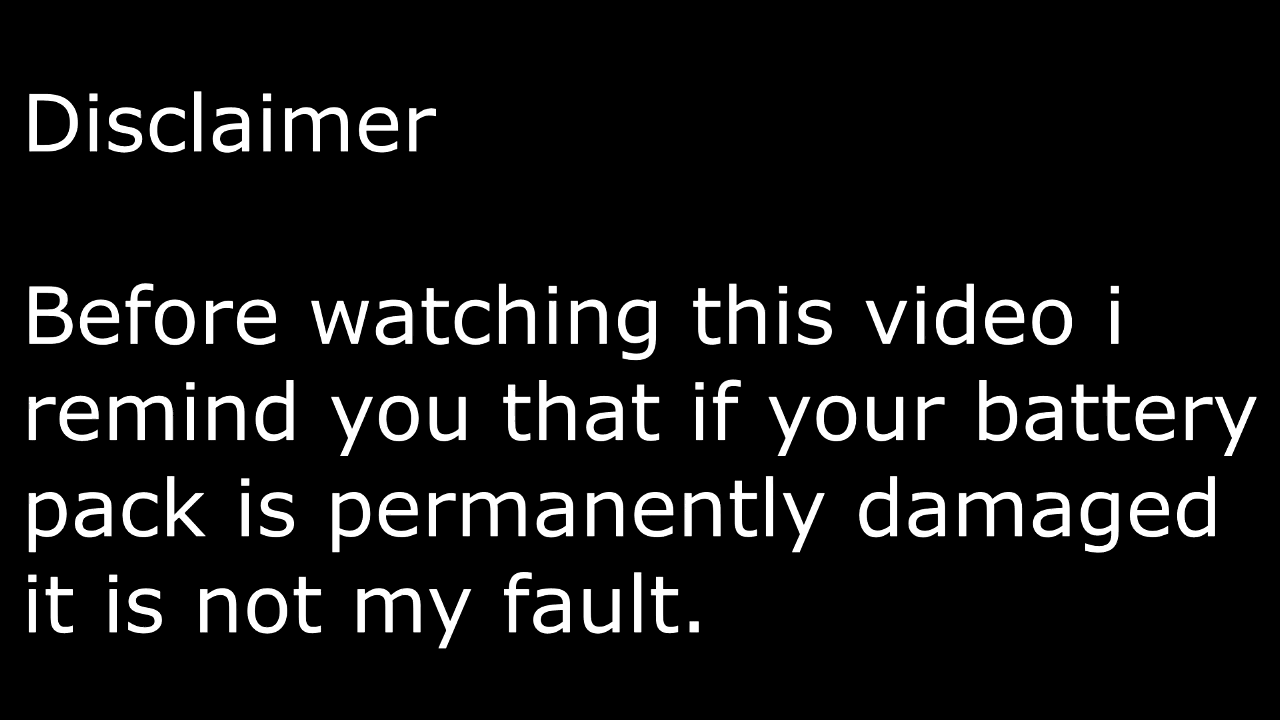 Disclaimer
Before watching this video i
remind you that if your battery
pack is permanently damaged
it is not my fault.